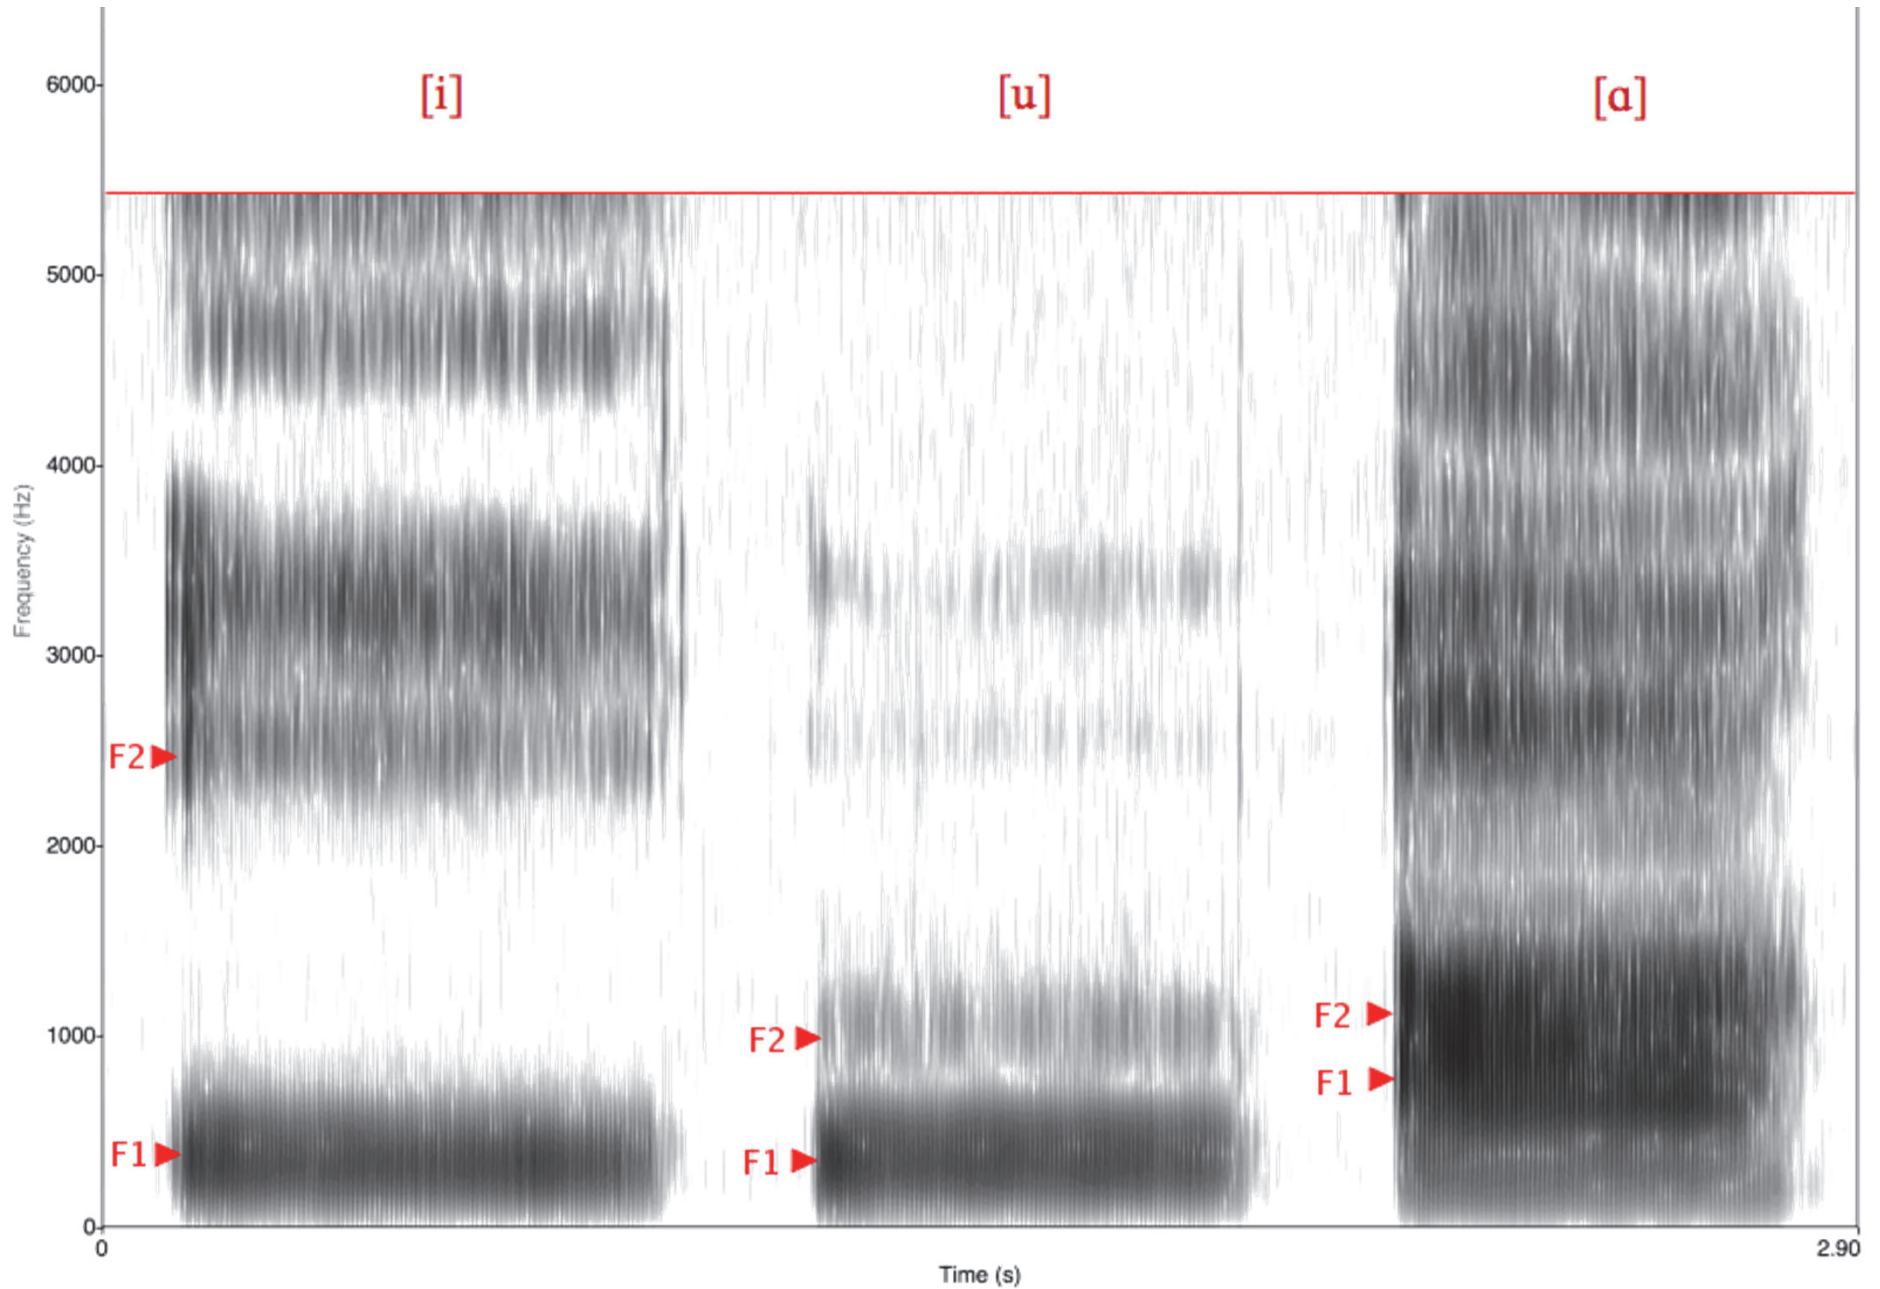 [i] [u] [ɑ]
6000
5000
4000
3000
2000
1000
0
Frequency (Hz)
F2
F1
F2
F1
F2
F1
0 2.90
Time (s)